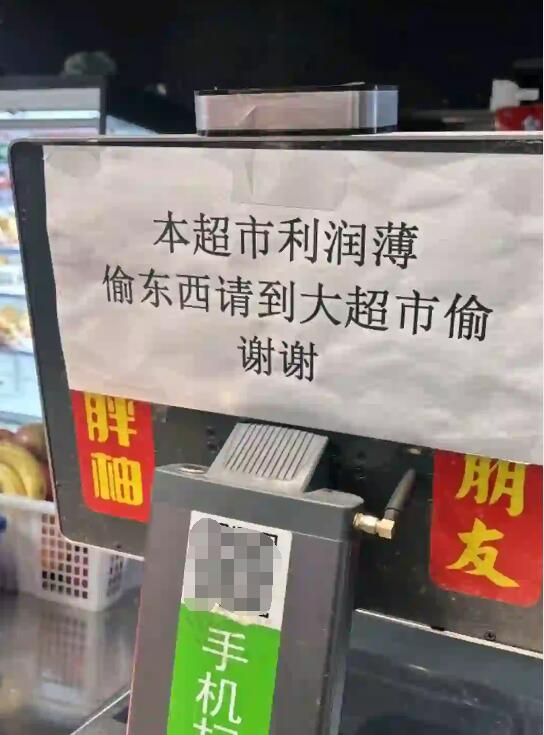 本超市利润薄
偷东西请到大超市偷
谢谢
胖柚
朋友
手机扫